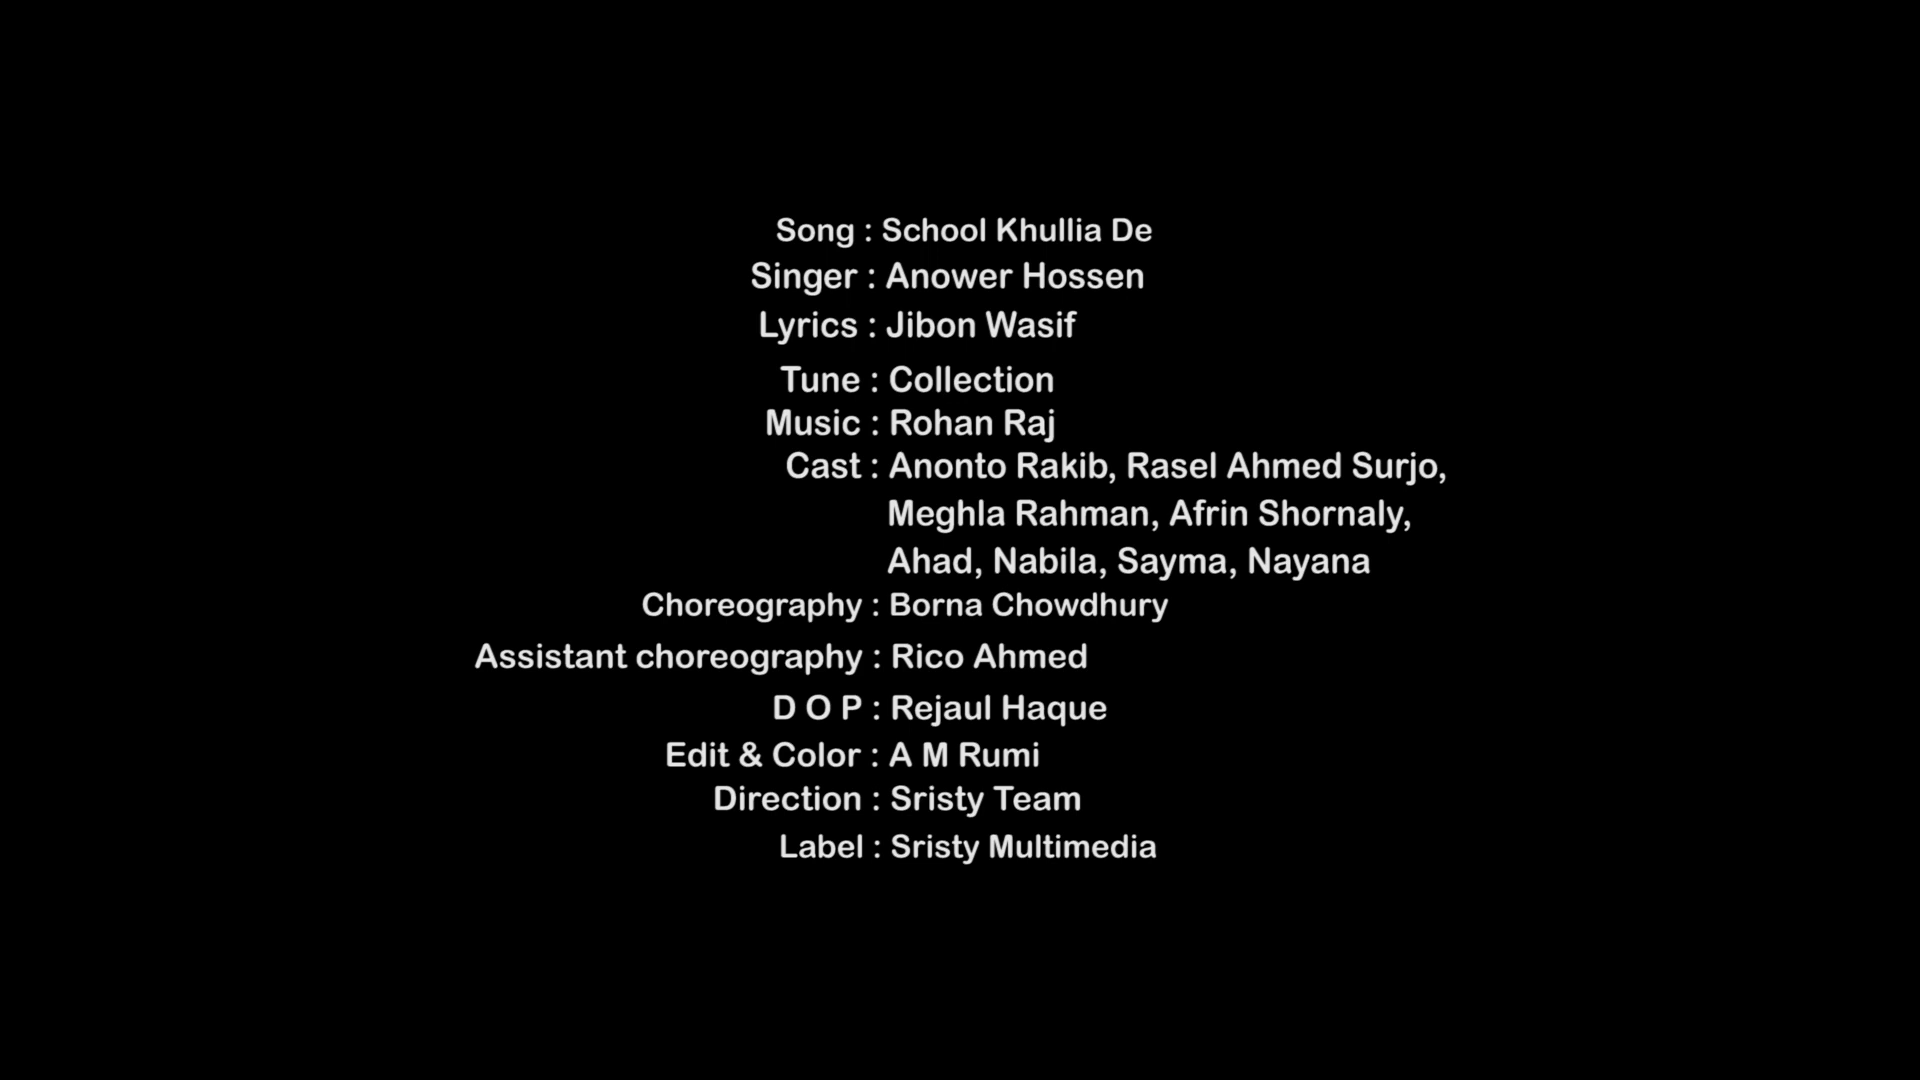 Song : School Khullia De
Singer : Anower Hossen
Lyrics : Jibon Wasif
Tune : Collection
Music : Rohan Raj
Cast : Anonto Rakib, Rasel Ahmed Surjo,
Meghla Rahman, Afrin Shornaly,
Ahad, Nabila, Sayma, Nayana
Choreography : Borna Chowdhury
Assistant choreography : Rico Ahmed
D O P : Rejaul Haque
Edit & Color : A M Rumi
Direction : Sristy Team
Label : Sristy Multimedia